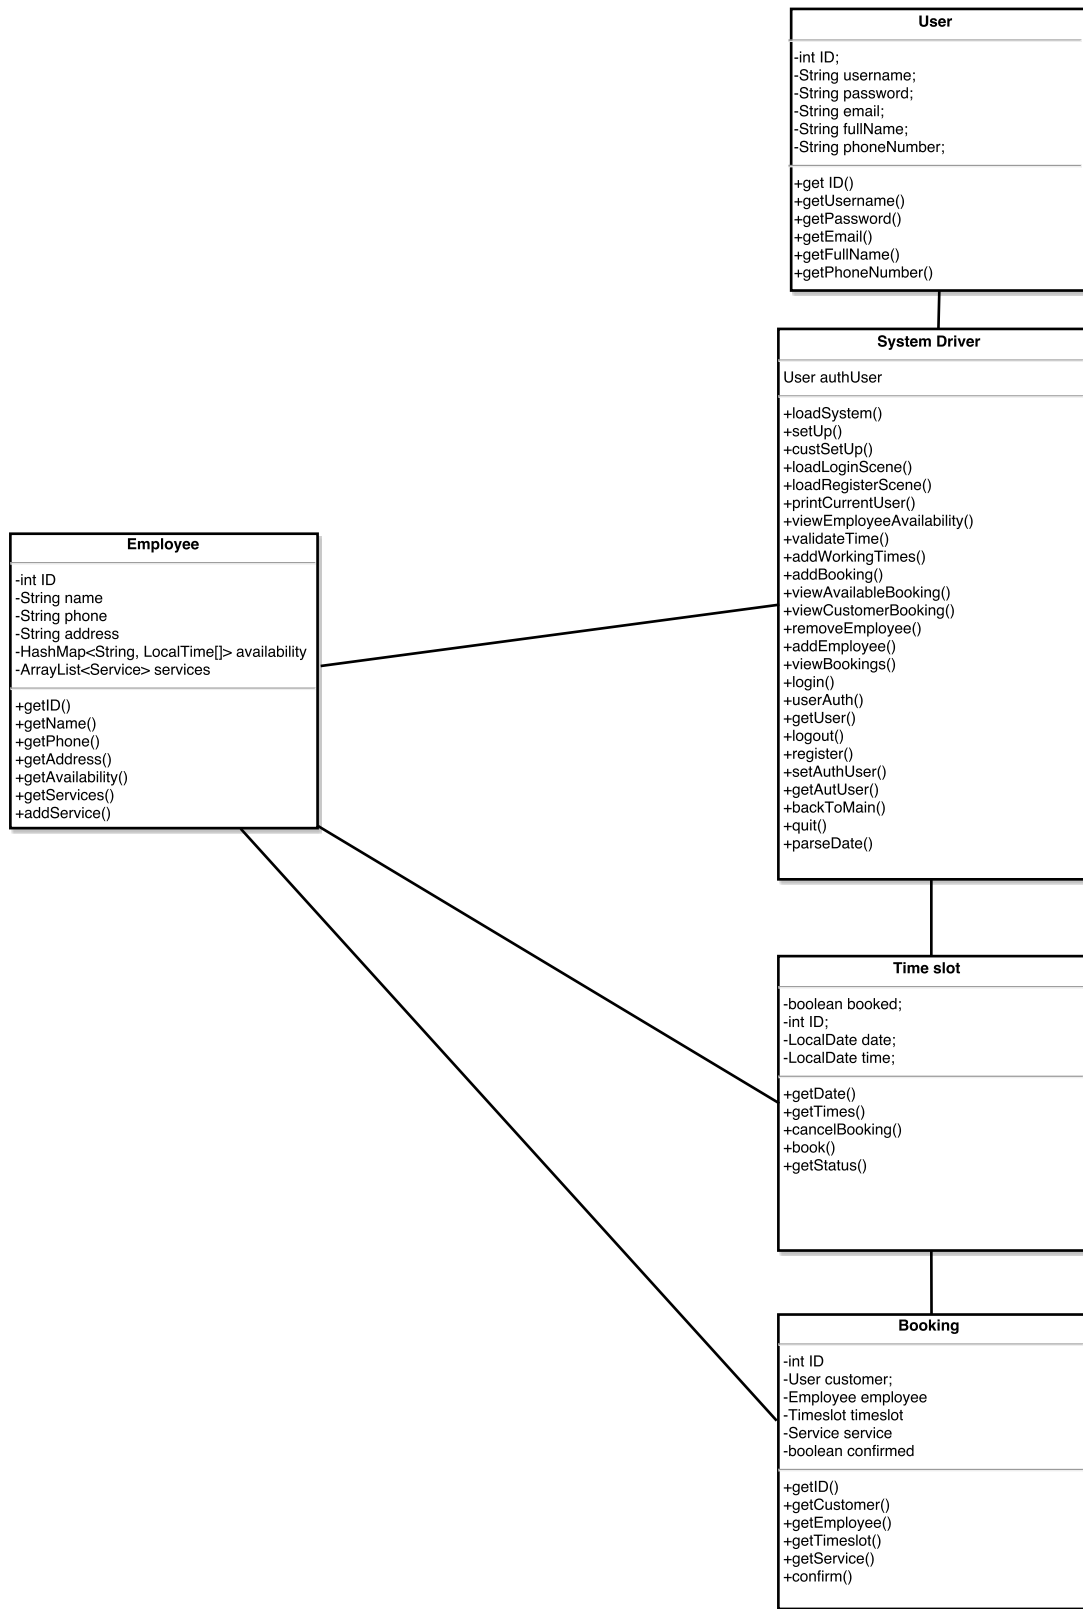 User
-int ID;
-String username;
-String password;
-String email;
-String fullName;
-String phoneNumber;
+get ID()
+getUsername()
+getPassword()
+getEmail()
+getFullName()
+getPhoneNumber()
System Driver
User authUser
+loadSystem()
+setUp()
+custSetUp()
+loadLoginScene()
+loadRegisterScene()
+printCurrentUser()
+viewEmployeeAvailability()
+validateTime()
+addWorkingTimes()
+addBooking()
+viewAvailableBooking()
+viewCustomerBooking()
+removeEmployee()
+addEmployee()
+viewBookings()
+login()
+userAuth()
+getUser()
+logout()
+register()
+setAuthUser()
+getAutUser()
+backToMain()
+quit()
+parseDate()
Employee
-int ID
-String name
-String phone
-String address
-HashMap<String, LocalTime[]> availability
-ArrayList<Service> services
+getID()
+getName()
+getPhone()
+getAddress()
+getAvailability()
+getServices()
+addService()
Time slot
-boolean booked;
-int ID;
-LocalDate date;
-LocalDate time;
+getDate()
+getTimes()
+cancelBooking()
+book()
+getStatus()
Booking
-int ID
-User customer;
-Employee employee
-Timeslot timeslot
-Service service
-boolean confirmed
+getID()
+getCustomer()
+getEmployee()
+getTimeslot()
+getService()
+confirm()